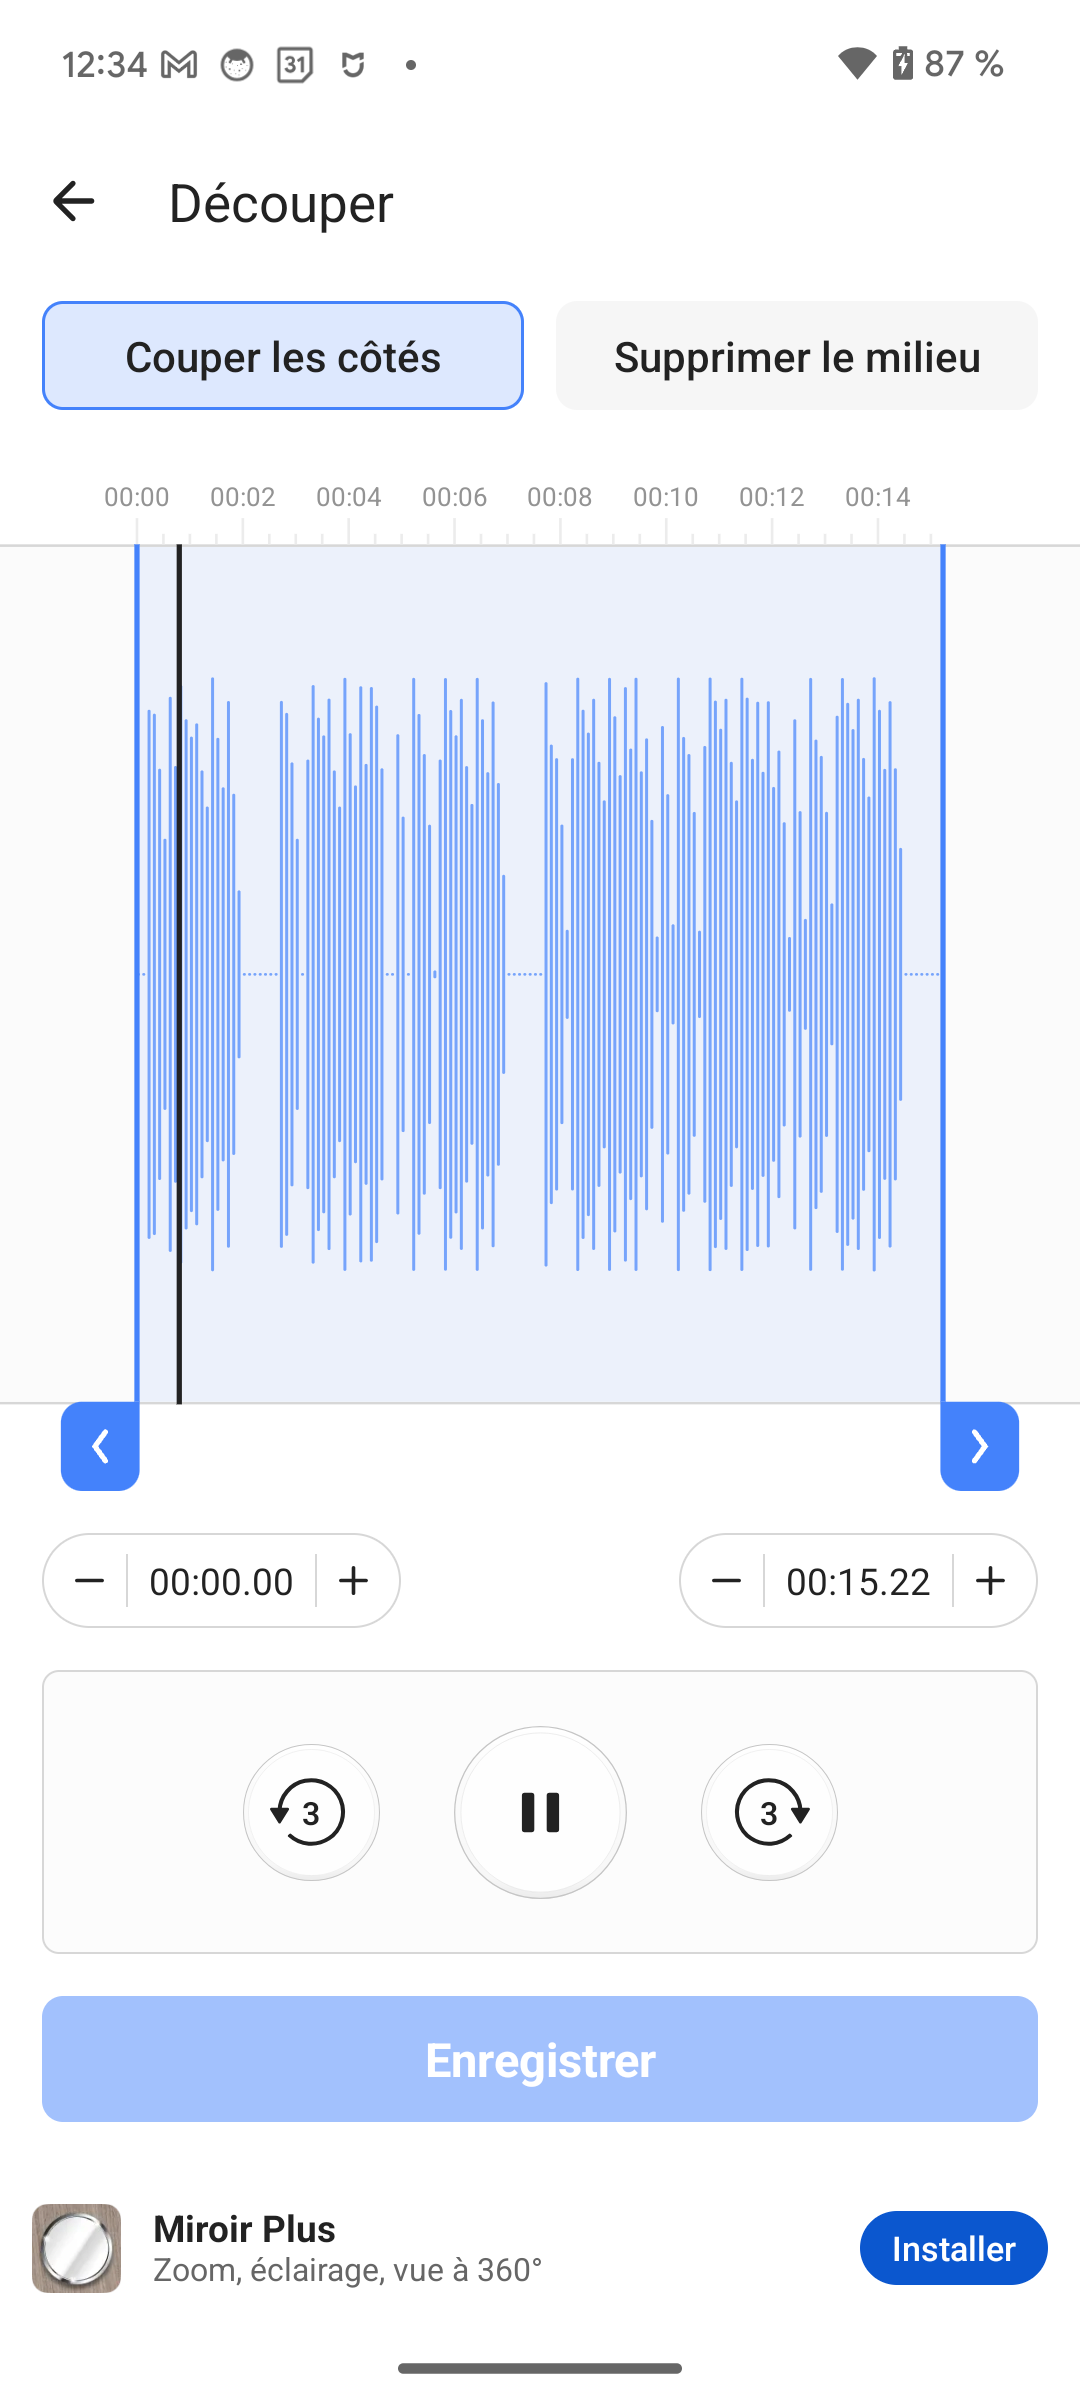 12:34 31 87 %
Découper
Couper les côtés Supprimer le milieu
00:00 00:02 00:04 00:06 00:08 00:10 00:12 00:14
00:00.00 00:15.22
3 3
Enregistrer
Miroir Plus
Zoom, éclairage, vue à 360°
Installer